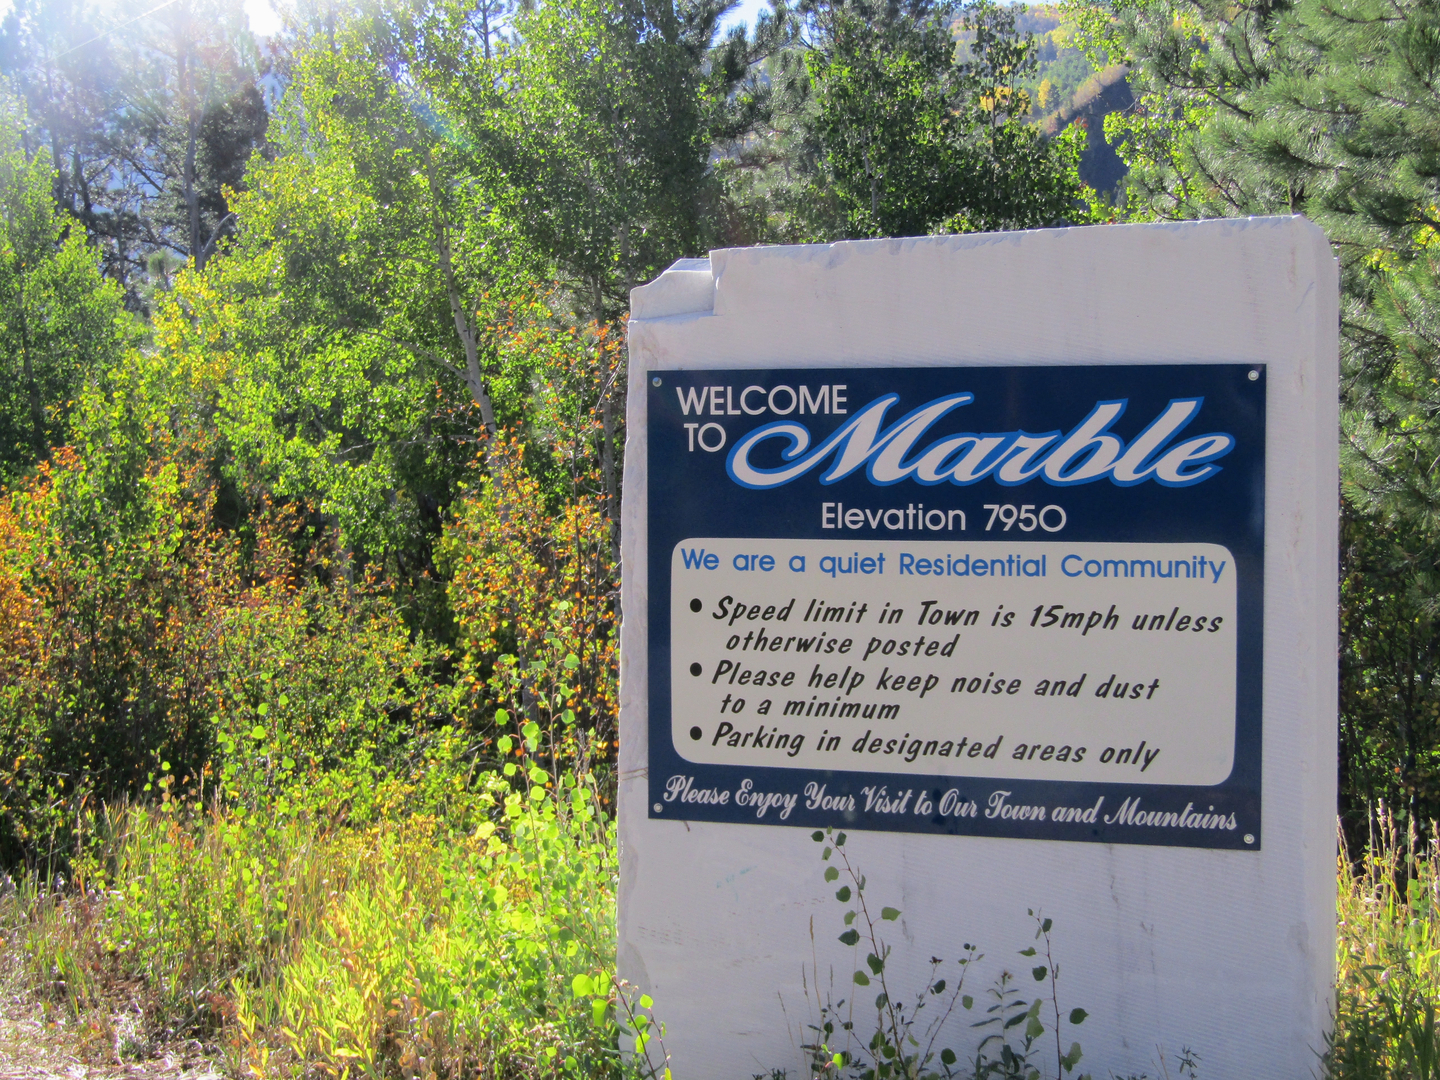 WELCOME
TO Marble
Elevation 7950
We are a quiet Residential Community
• Speed limit in Town is 15mph unless
otherwise posted
• Please help keep noise and dust
to a minimum
• Parking in designated areas only
Please Enjoy Your Visit to Our Town and Mountains